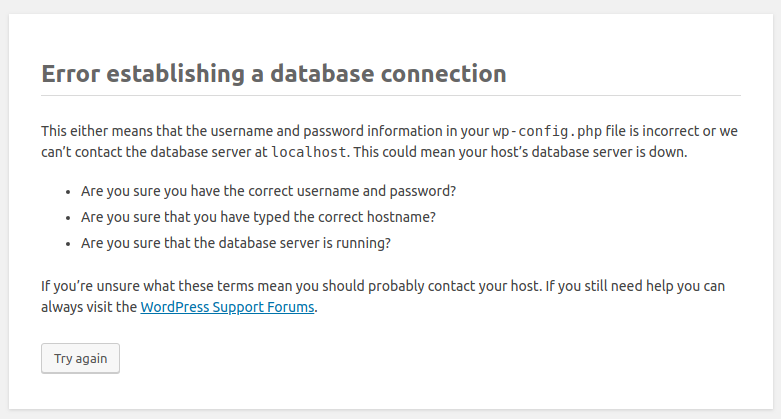 Error establishing a database connection
This either means that the username and password information in your wp-config.php file is incorrect or we
can’t contact the database server at localhost. This could mean your host’s database server is down.
• Are you sure you have the correct username and password?
• Are you sure that you have typed the correct hostname?
• Are you sure that the database server is running?
If you’re unsure what these terms mean you should probably contact your host. If you still need help you can
always visit the WordPress Support Forums.
Try again